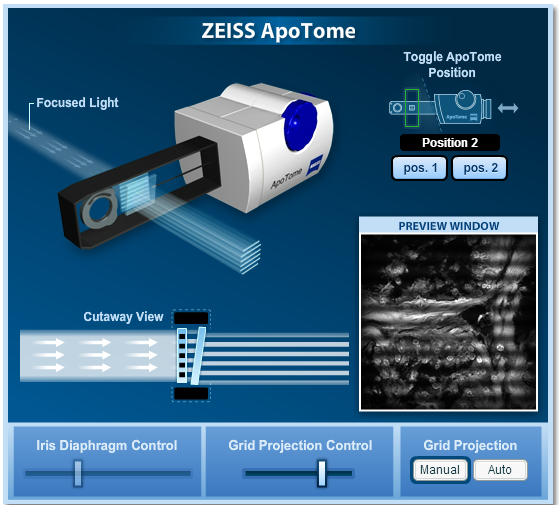 ZEISS ApoTome
Focused Light
Toggle ApoTome
Position
ApoTome
Position 2
pos. 1
pos. 2
ApoTome
PREVIEW WINDOW
Cutaway View
Iris Diaphragm Control
Grid Projection Control
Grid Projection
Manual
Auto